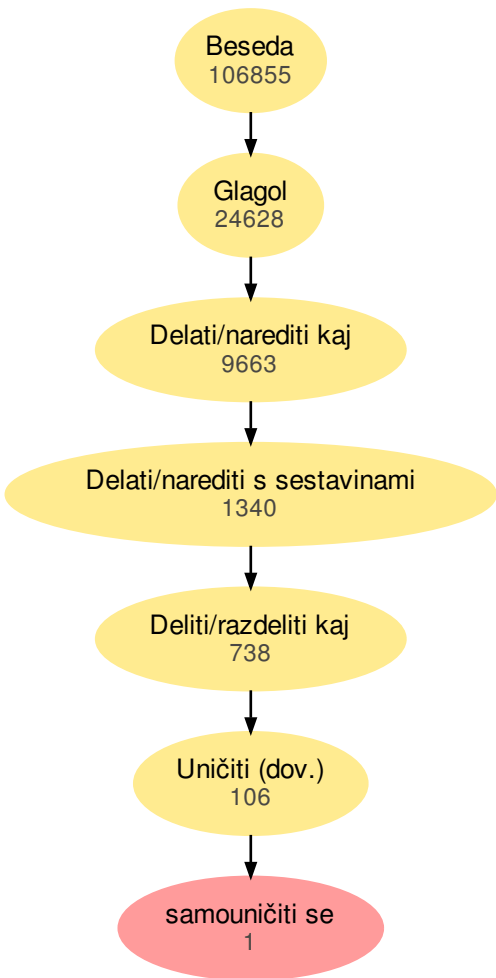 Beseda
106855
Glagol
24628
Delati/narediti kaj
9663
Delati/narediti s sestavinami
1340
Deliti/razdeliti kaj
738
Uničiti (dov.)
106
samouničiti se
1